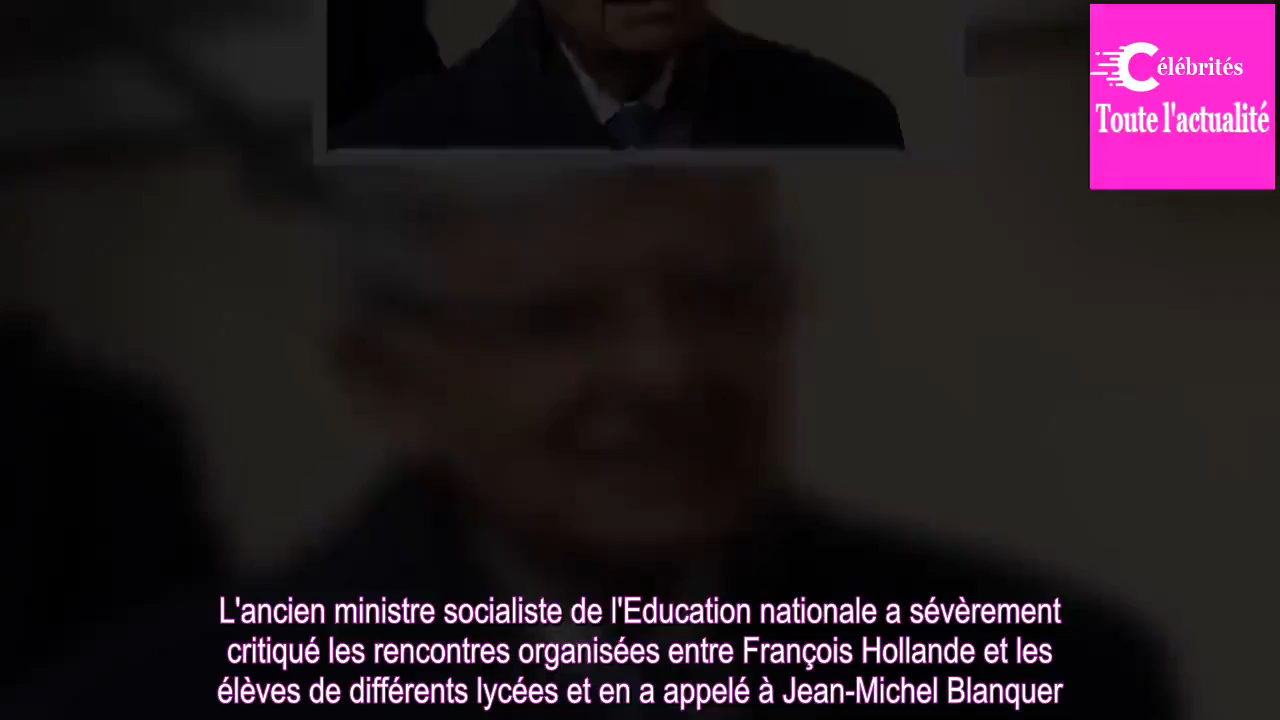 Célébrités
Toute l'actualité
L'ancien ministre socialiste de l'Education nationale a sévèrement
critiqué les rencontres organisées entre François Hollande et les
élèves de différents lycées et en a appelé à Jean-Michel Blanquer